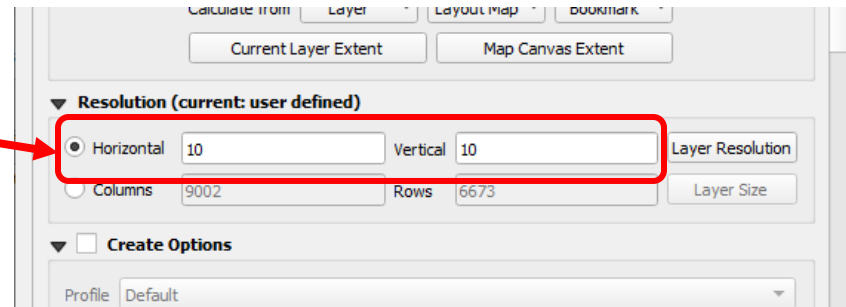 Calculate from Layer Layout Map Bookmark
Current Layer Extent Map Canvas Extent
Resolution (current: user defined)
Horizontal 10 Vertical 10 Layer Resolution
Columns 9002 Rows 6673 Layer Size
Create Options
Profile Default